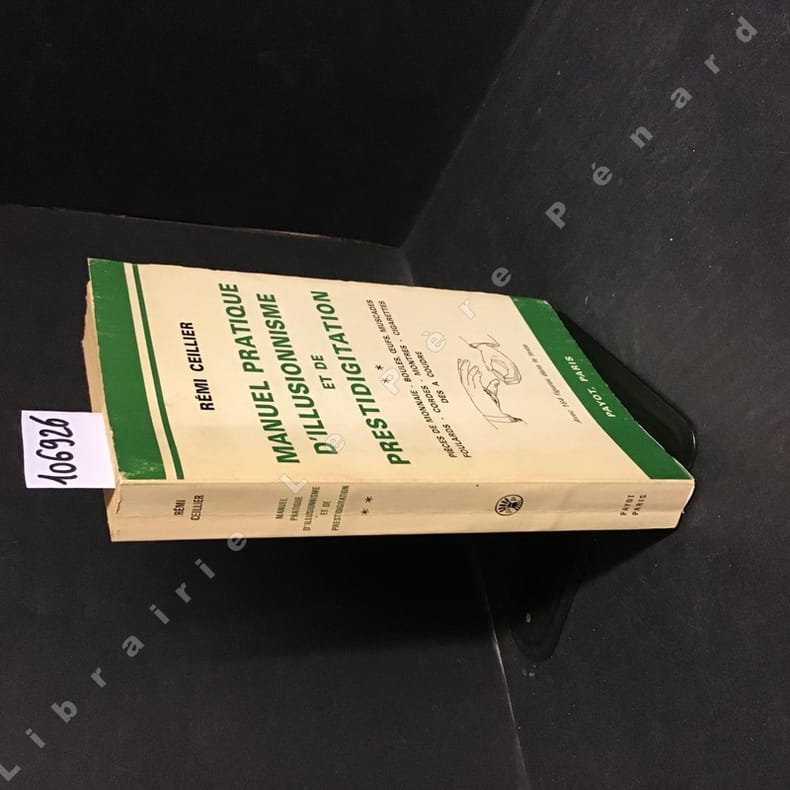 106926
RÉMI CEILLIER
MANUEL PRATIQUE
D'ILLUSIONNISME
ET DE
PRESTIDIGITATION
* *
PIÈCES DE MONNAIE - BOULES, ŒUFS, MUSCADES
FOULARDS - CORDES - MONTRES - CIGARETTES
DÉS A COUDRE
PAYOT, PARIS
RÉMI
CEILLIER
MANUEL
PRATIQUE
D'ILLUSIONNISME
ET DE
PRESTIDIGITATION
* *
PAYOT
PARIS
Librairie Le Père Pénard